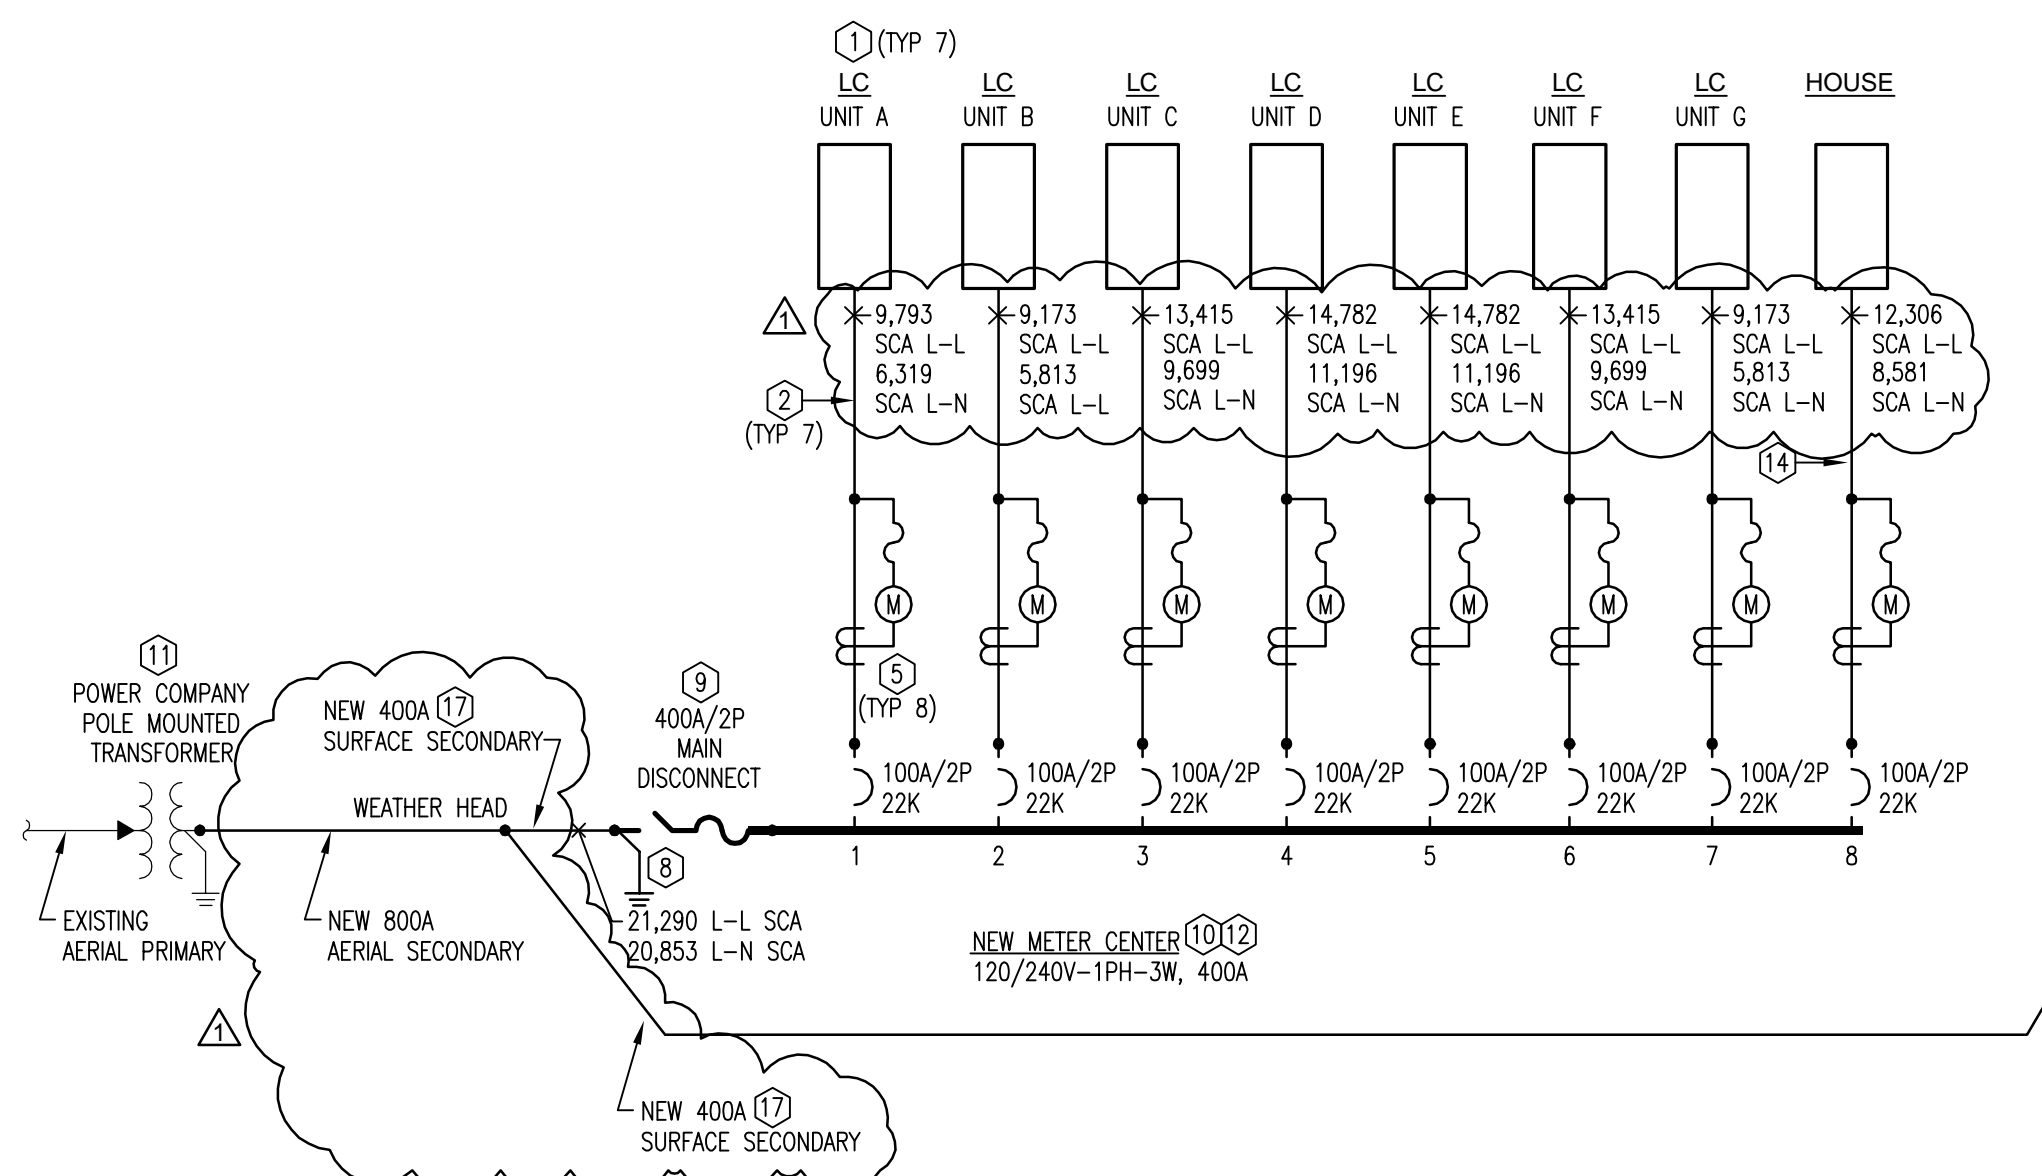 1 (TYP 7)
LC
UNIT A
LC
UNIT B
LC
UNIT C
LC
UNIT D
LC
UNIT E
LC
UNIT F
LC
UNIT G
HOUSE
1
9,793
SCA L-L
6,319
SCA L-N
9,173
SCA L-L
5,813
SCA L-L
13,415
SCA L-L
9,699
SCA L-N
14,782
SCA L-L
11,196
SCA L-N
14,782
SCA L-L
11,196
SCA L-N
13,415
SCA L-L
9,699
SCA L-N
9,173
SCA L-L
5,813
SCA L-N
12,306
SCA L-L
8,581
SCA L-N
2
(TYP 7)
14
M
M
M
M
M
M
M
M
5
(TYP 8)
11
POWER COMPANY
POLE MOUNTED
TRANSFORMER
NEW 400A 17
SURFACE SECONDARY
9
400A/2P
MAIN
DISCONNECT
100A/2P
22K
100A/2P
22K
100A/2P
22K
100A/2P
22K
100A/2P
22K
100A/2P
22K
100A/2P
22K
100A/2P
22K
WEATHER HEAD
1
2
3
4
5
6
7
8
8
EXISTING
AERIAL PRIMARY
NEW 800A
AERIAL SECONDARY
21,290 L-L SCA
20,853 L-N SCA
NEW METER CENTER 10 12
120/240V-1PH-3W, 400A
1
NEW 400A 17
SURFACE SECONDARY